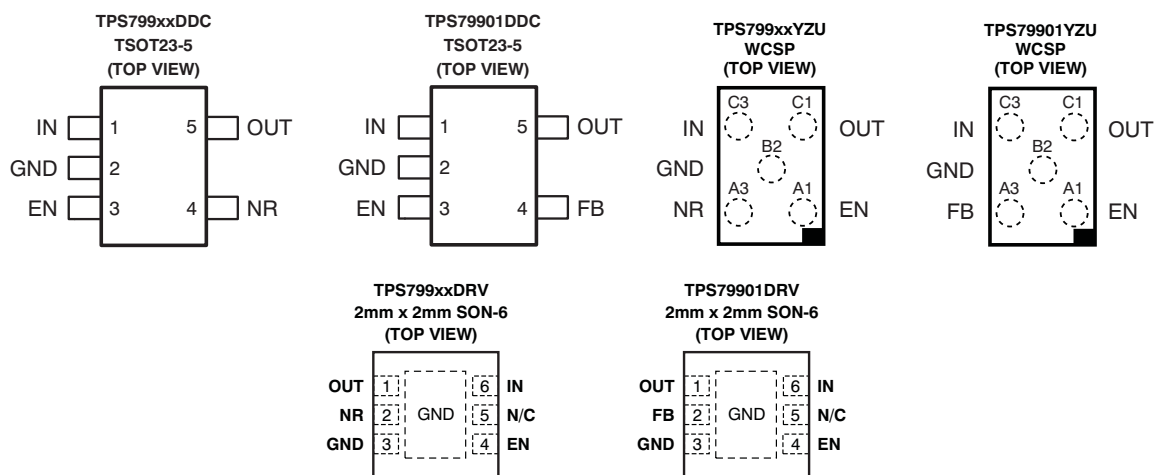 TPS799xxDDC
TSOT23-5
(TOP VIEW)
IN 1 5 OUT
GND 2
EN 3 4 NR
TPS79901DDC
TSOT23-5
(TOP VIEW)
IN 1 5 OUT
GND 2
EN 3 4 FB
TPS799xxYZU
WCSP
(TOP VIEW)
C3 C1
IN OUT
B2
GND
A3 A1
NR EN
TPS79901YZU
WCSP
(TOP VIEW)
C3 C1
IN OUT
B2
GND
A3 A1
FB EN
TPS799xxDRV
2mm x 2mm SON-6
(TOP VIEW)
OUT 1 6 IN
NR 2 GND 5 N/C
GND 3 4 EN
TPS79901DRV
2mm x 2mm SON-6
(TOP VIEW)
OUT 1 6 IN
FB 2 GND 5 N/C
GND 3 4 EN